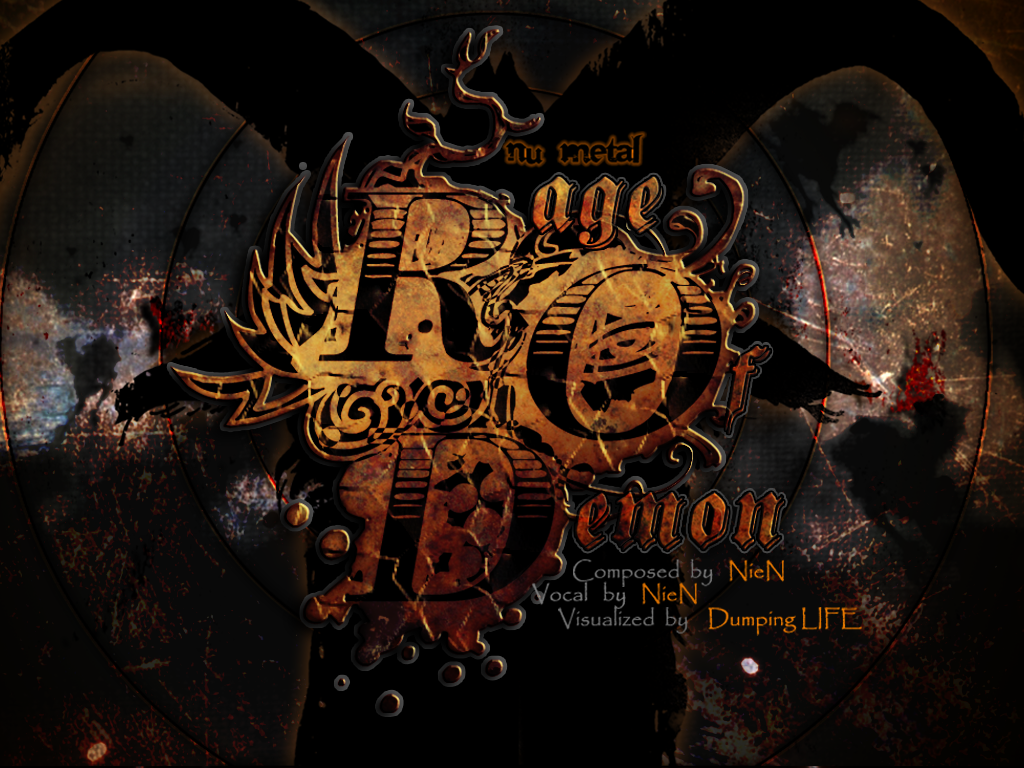 nu metal
Rage
Of
Demon
Composed by NieN
Vocal by NieN
Visualized by Dumping LIFE